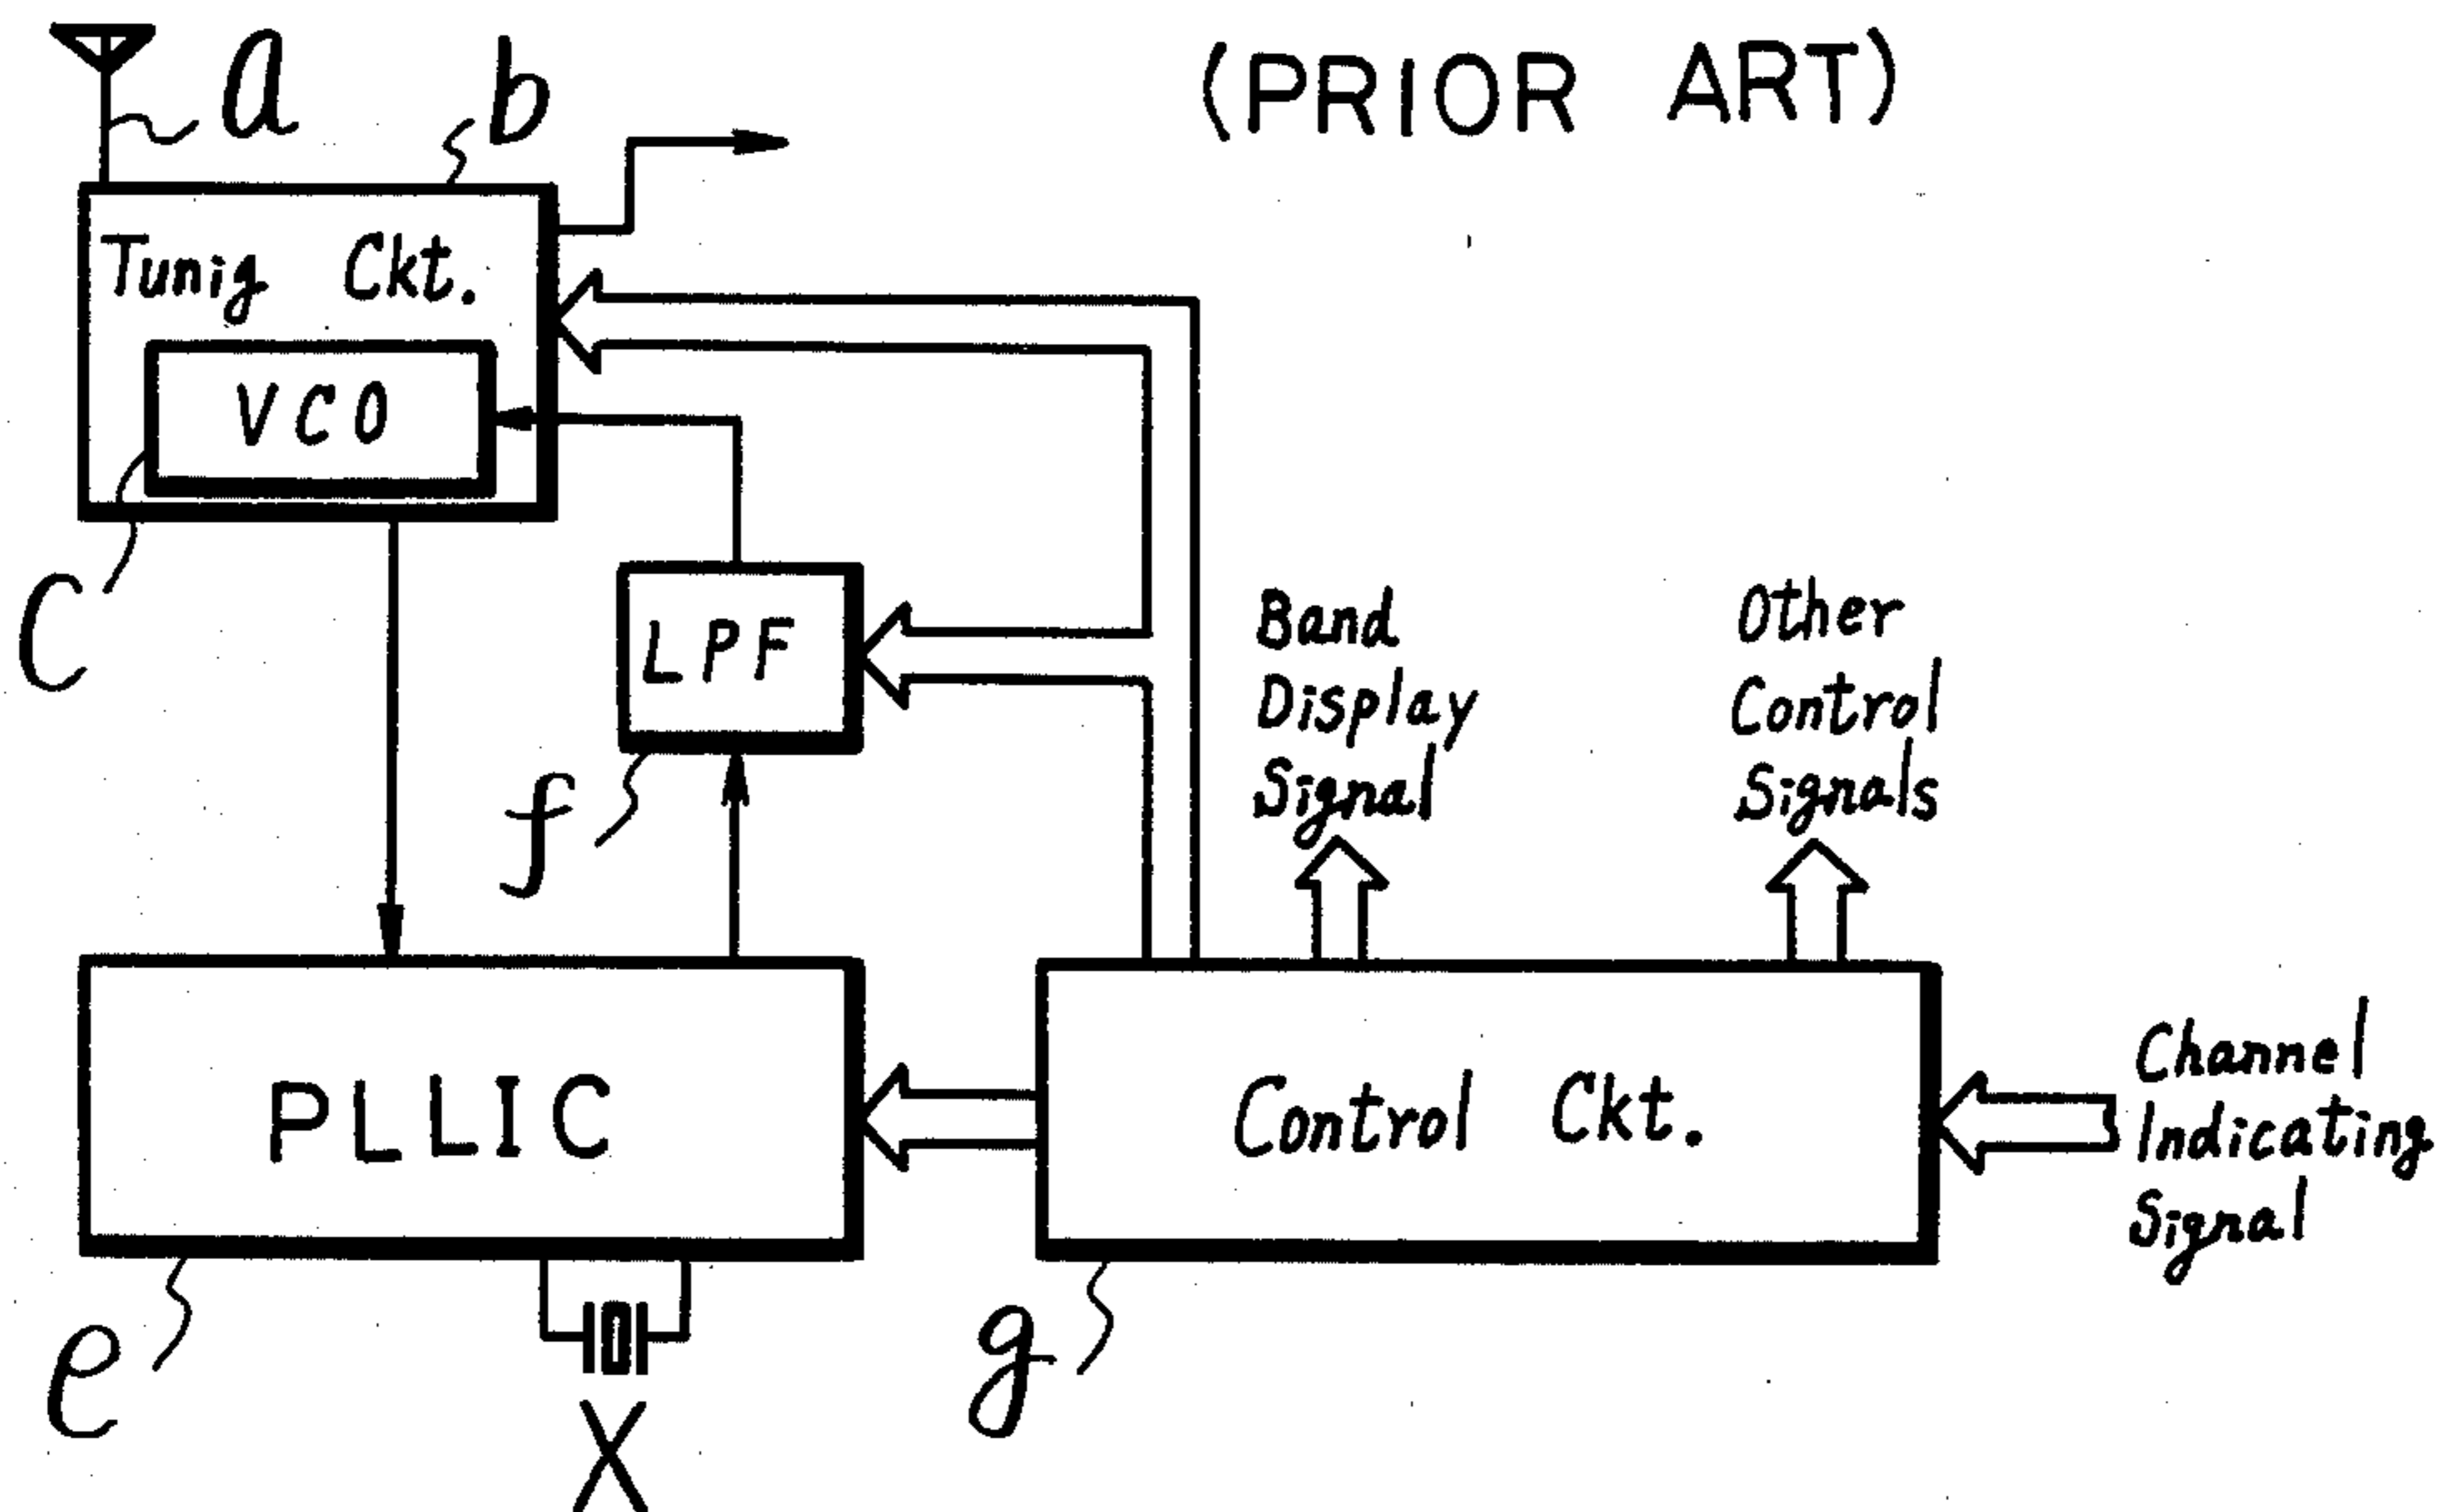 a
b
(PRIOR ART)
Tunig Ckt.
VCO
C
LPF
f
Band
Display
Signal
Other
Control
Signals
PLLIC
Control Ckt.
Channel
Indicating
Signal
e
X
g